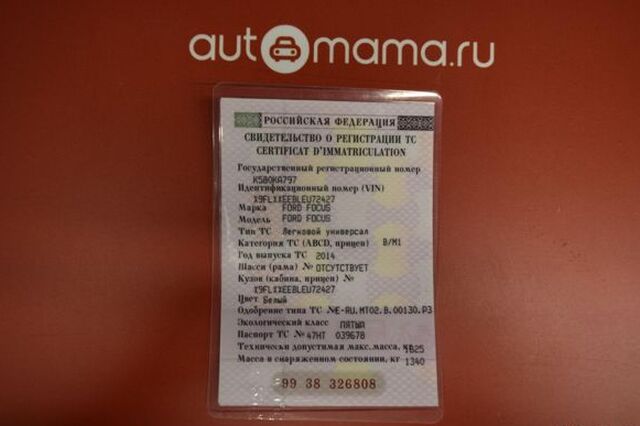 automama.ru
РОССИЙСКАЯ ФЕДЕРАЦИЯ
СВИДЕТЕЛЬСТВО О РЕГИСТРАЦИИ ТС
CERTIFICAT D'IMMATRICULATION
Государственный регистрационный номер
К580КА797
Идентификационный номер (VIN)
X9FLXXEEBLEU72427
Марка FORD FOCUS
Модель FORD FOCUS
Тип ТС Легковой универсал
Категория ТС (ABCD, прицеп) B/M1
Год выпуска ТС 2014
Шасси (рама) № ОТСУТСТВУЕТ
Кузов (кабина, прицеп) №
X9FLXXEEBLEU72427
Цвет Белый
Одобрение типа ТС №E-RU.MT02.B.00130.P3
Экологический класс ПЯТЫЙ
Паспорт ТС № 47НТ 039678
Технически допустимая макс. масса, кг 1825
Масса в снаряженном состоянии, кг 1340
99 38 326808